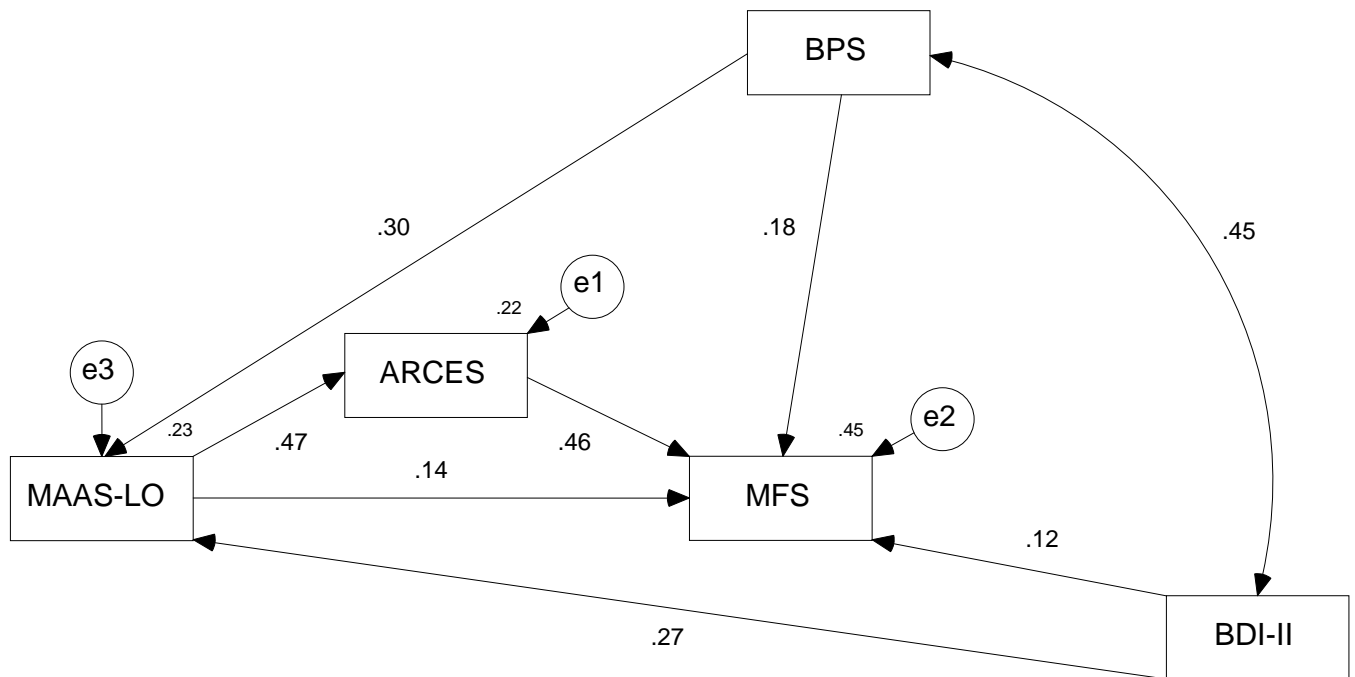 BPS
.30
.18
.45
e1
.22
ARCES
e3
e2
.23
.47
.46
.45
.14
MAAS-LO
MFS
.12
.27
BDI-II